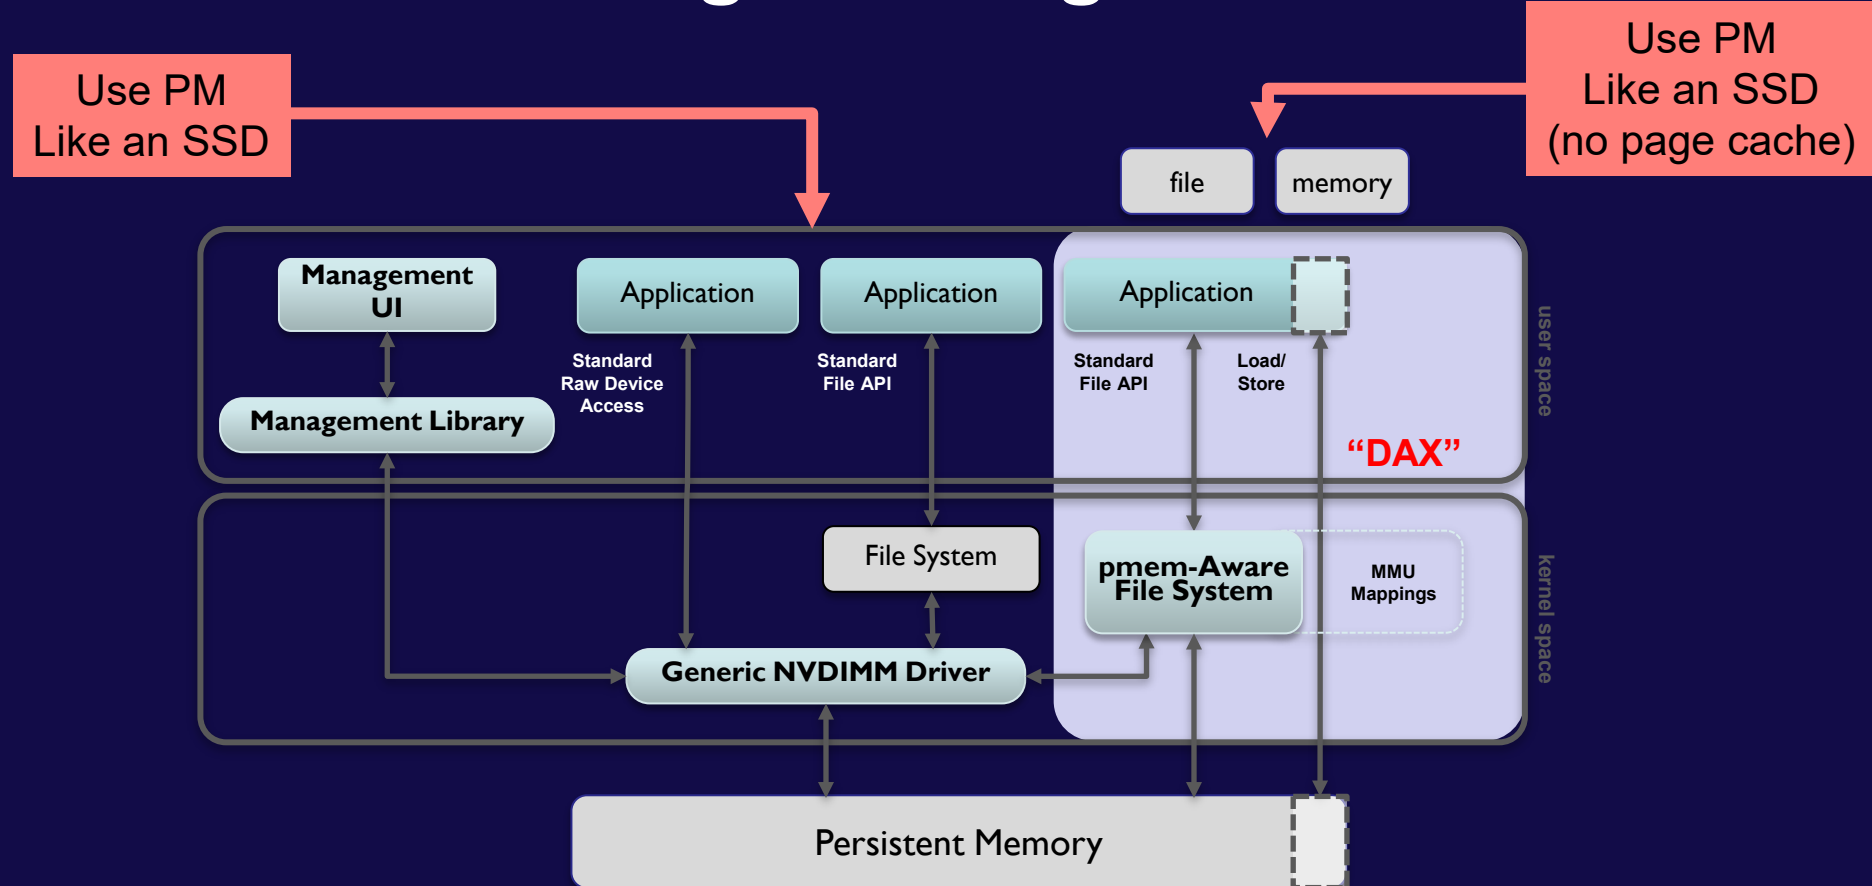 Use PM
Like an SSD
Use PM
Like an SSD
(no page cache)
file
memory
Management
UI
Application
Application
Application
Standard
Raw Device
Access
Standard
File API
Standard
File API
Load/
Store
user space
Management Library
“DAX”
File System
pmem-Aware
File System
MMU
Mappings
kernel space
Generic NVDIMM Driver
Persistent Memory